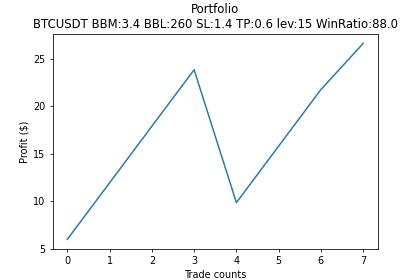 Portfolio
BTCUSDT BBM:3.4 BBL:260 SL:1.4 TP:0.6 lev:15 WinRatio:88.0
25
20
15
10
5
Profit ($)
0 1 2 3 4 5 6 7
Trade counts